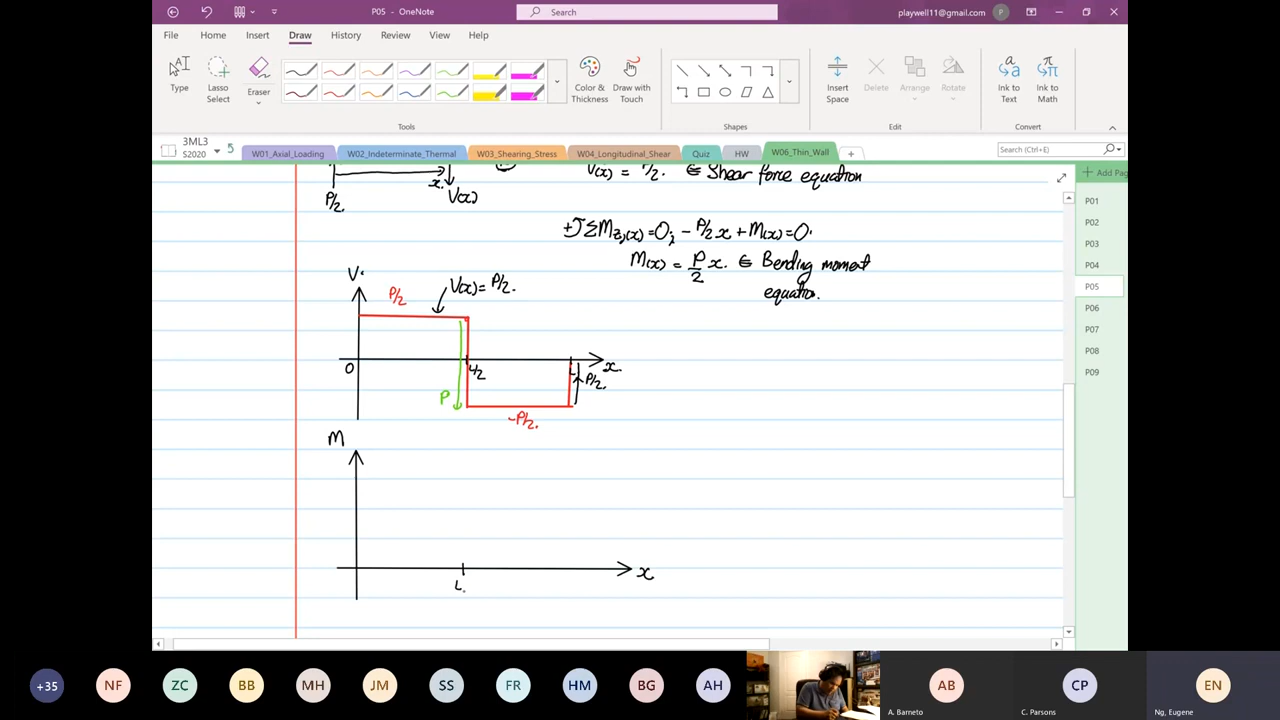 P05 - OneNote
Search
playwell11@gmail.com
P
File Home Insert Draw History Review View Help
Type
Lasso Select
Eraser
Color & Thickness
Draw with Touch
Insert Space
Delete
Arrange
Rotate
Ink to Text
Ink to Math
Tools
Shapes
Edit
Convert
3ML3 S2020
5
W01_Axial_Loading
W02_Indeterminate_Thermal
W03_Shearing_Stress
W04_Longitudinal_Shear
Quiz
HW
W06_Thin_Wall
Search (Ctrl+E)
Add Pag
P01
P02
P03
P04
P05
P06
P07
P08
P09
P/2.
x.
V(x)
V(x) = P/2. ∈ Shear force equation
ΣMz,(x)=0; -P/2 x + M(x)=0.
M(x) = P/2 x. ∈ Bending moment
equation.
V
P/2
V(x)= P/2.
0
L/2
L
x.
P
P/2.
-P/2.
M
x
L
+35
NF
ZC
BB
MH
JM
SS
FR
HM
BG
AH
AB
A. Barneto
CP
C. Parsons
EN
Ng, Eugene